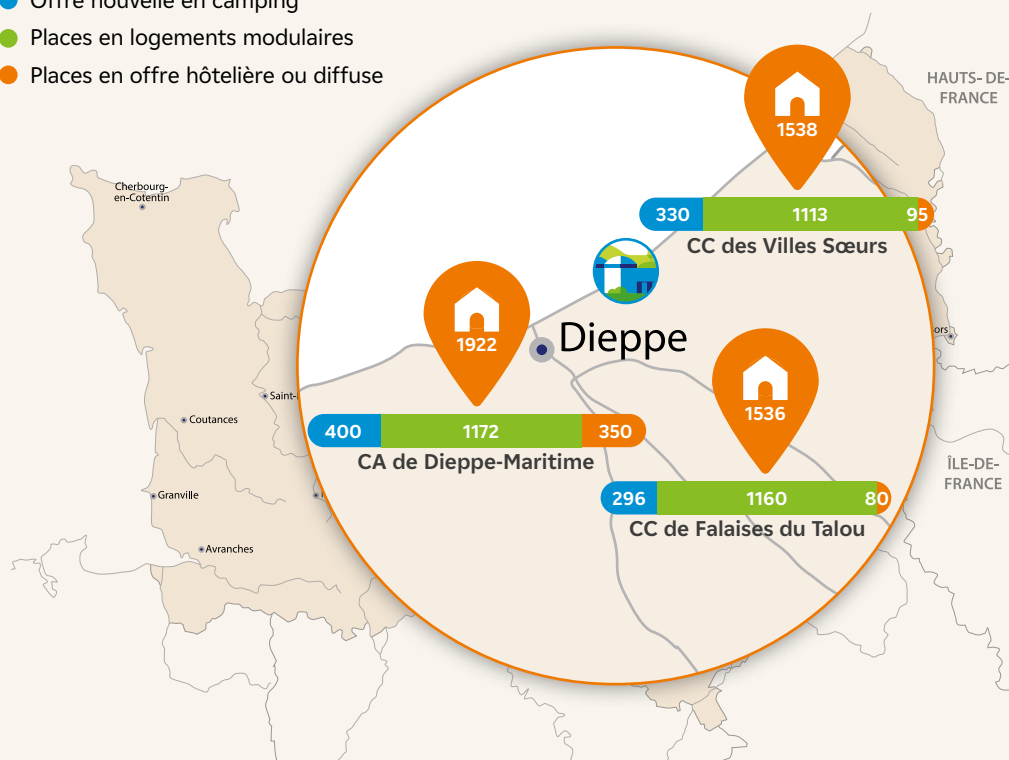 Offre nouvelle en camping
Places en logements modulaires
Places en offre hôtelière ou diffuse
HAUTS-DE-
FRANCE
1538
Cherbourg-
en-Cotentin
330 1113 95
CC des Villes Sœurs
1922
Dieppe
1536
Saint-
Coutances
400 1172 350
CA de Dieppe-Maritime
ÎLE-DE-
FRANCE
Granville
296 1160 80
CC de Falaises du Talou
Avranches